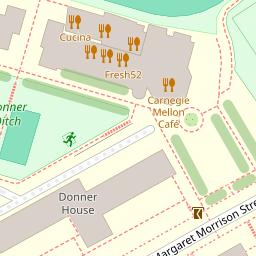 Cucina
Fresh52
Carnegie
Mellon
Café
onner
itch
Donner
House
Margaret Morrison Stre